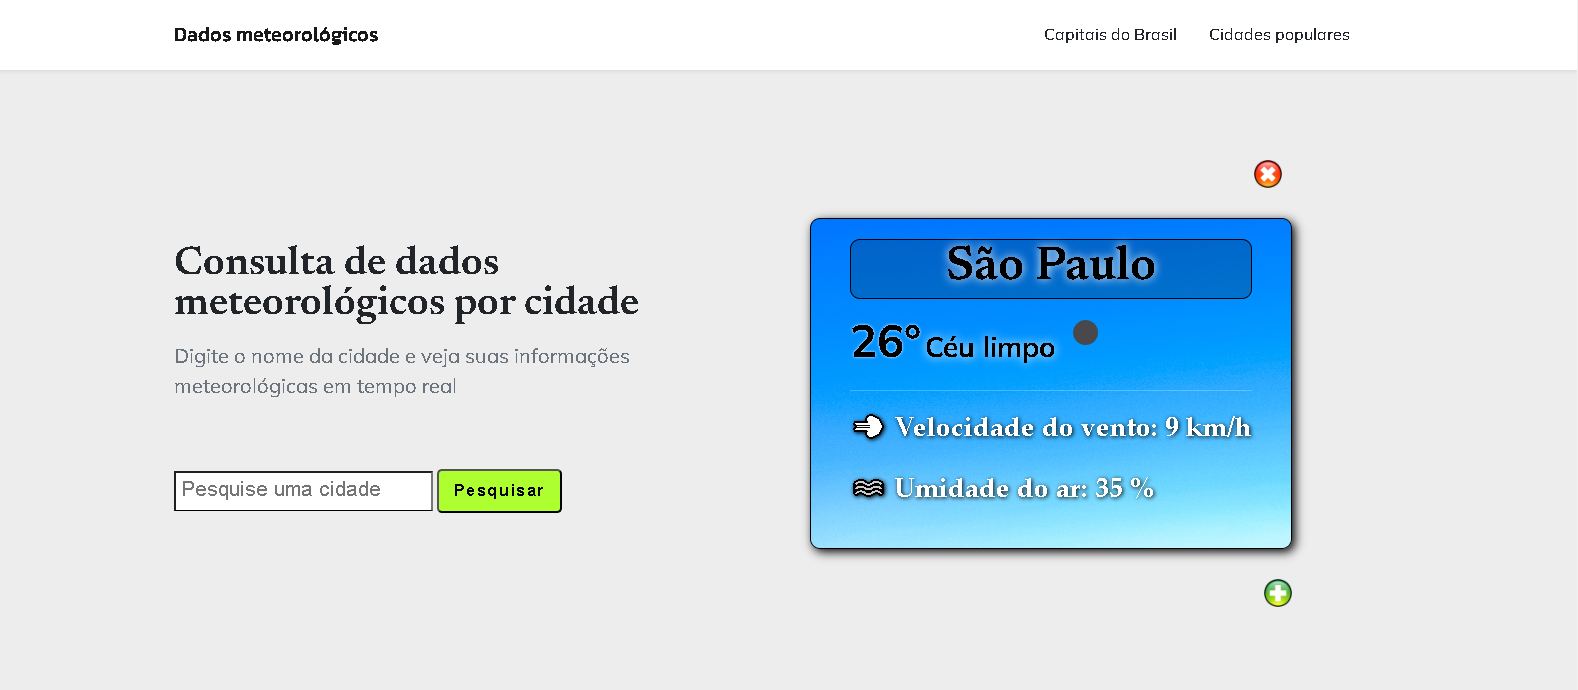 Dados meteorológicos
Capitais do Brasil
Cidades populares
Consulta de dados
meteorológicos por cidade
Digite o nome da cidade e veja suas informações
meteorológicas em tempo real
Pesquise uma cidade
Pesquisar
São Paulo
26° Céu limpo
Velocidade do vento: 9 km/h
Umidade do ar: 35 %